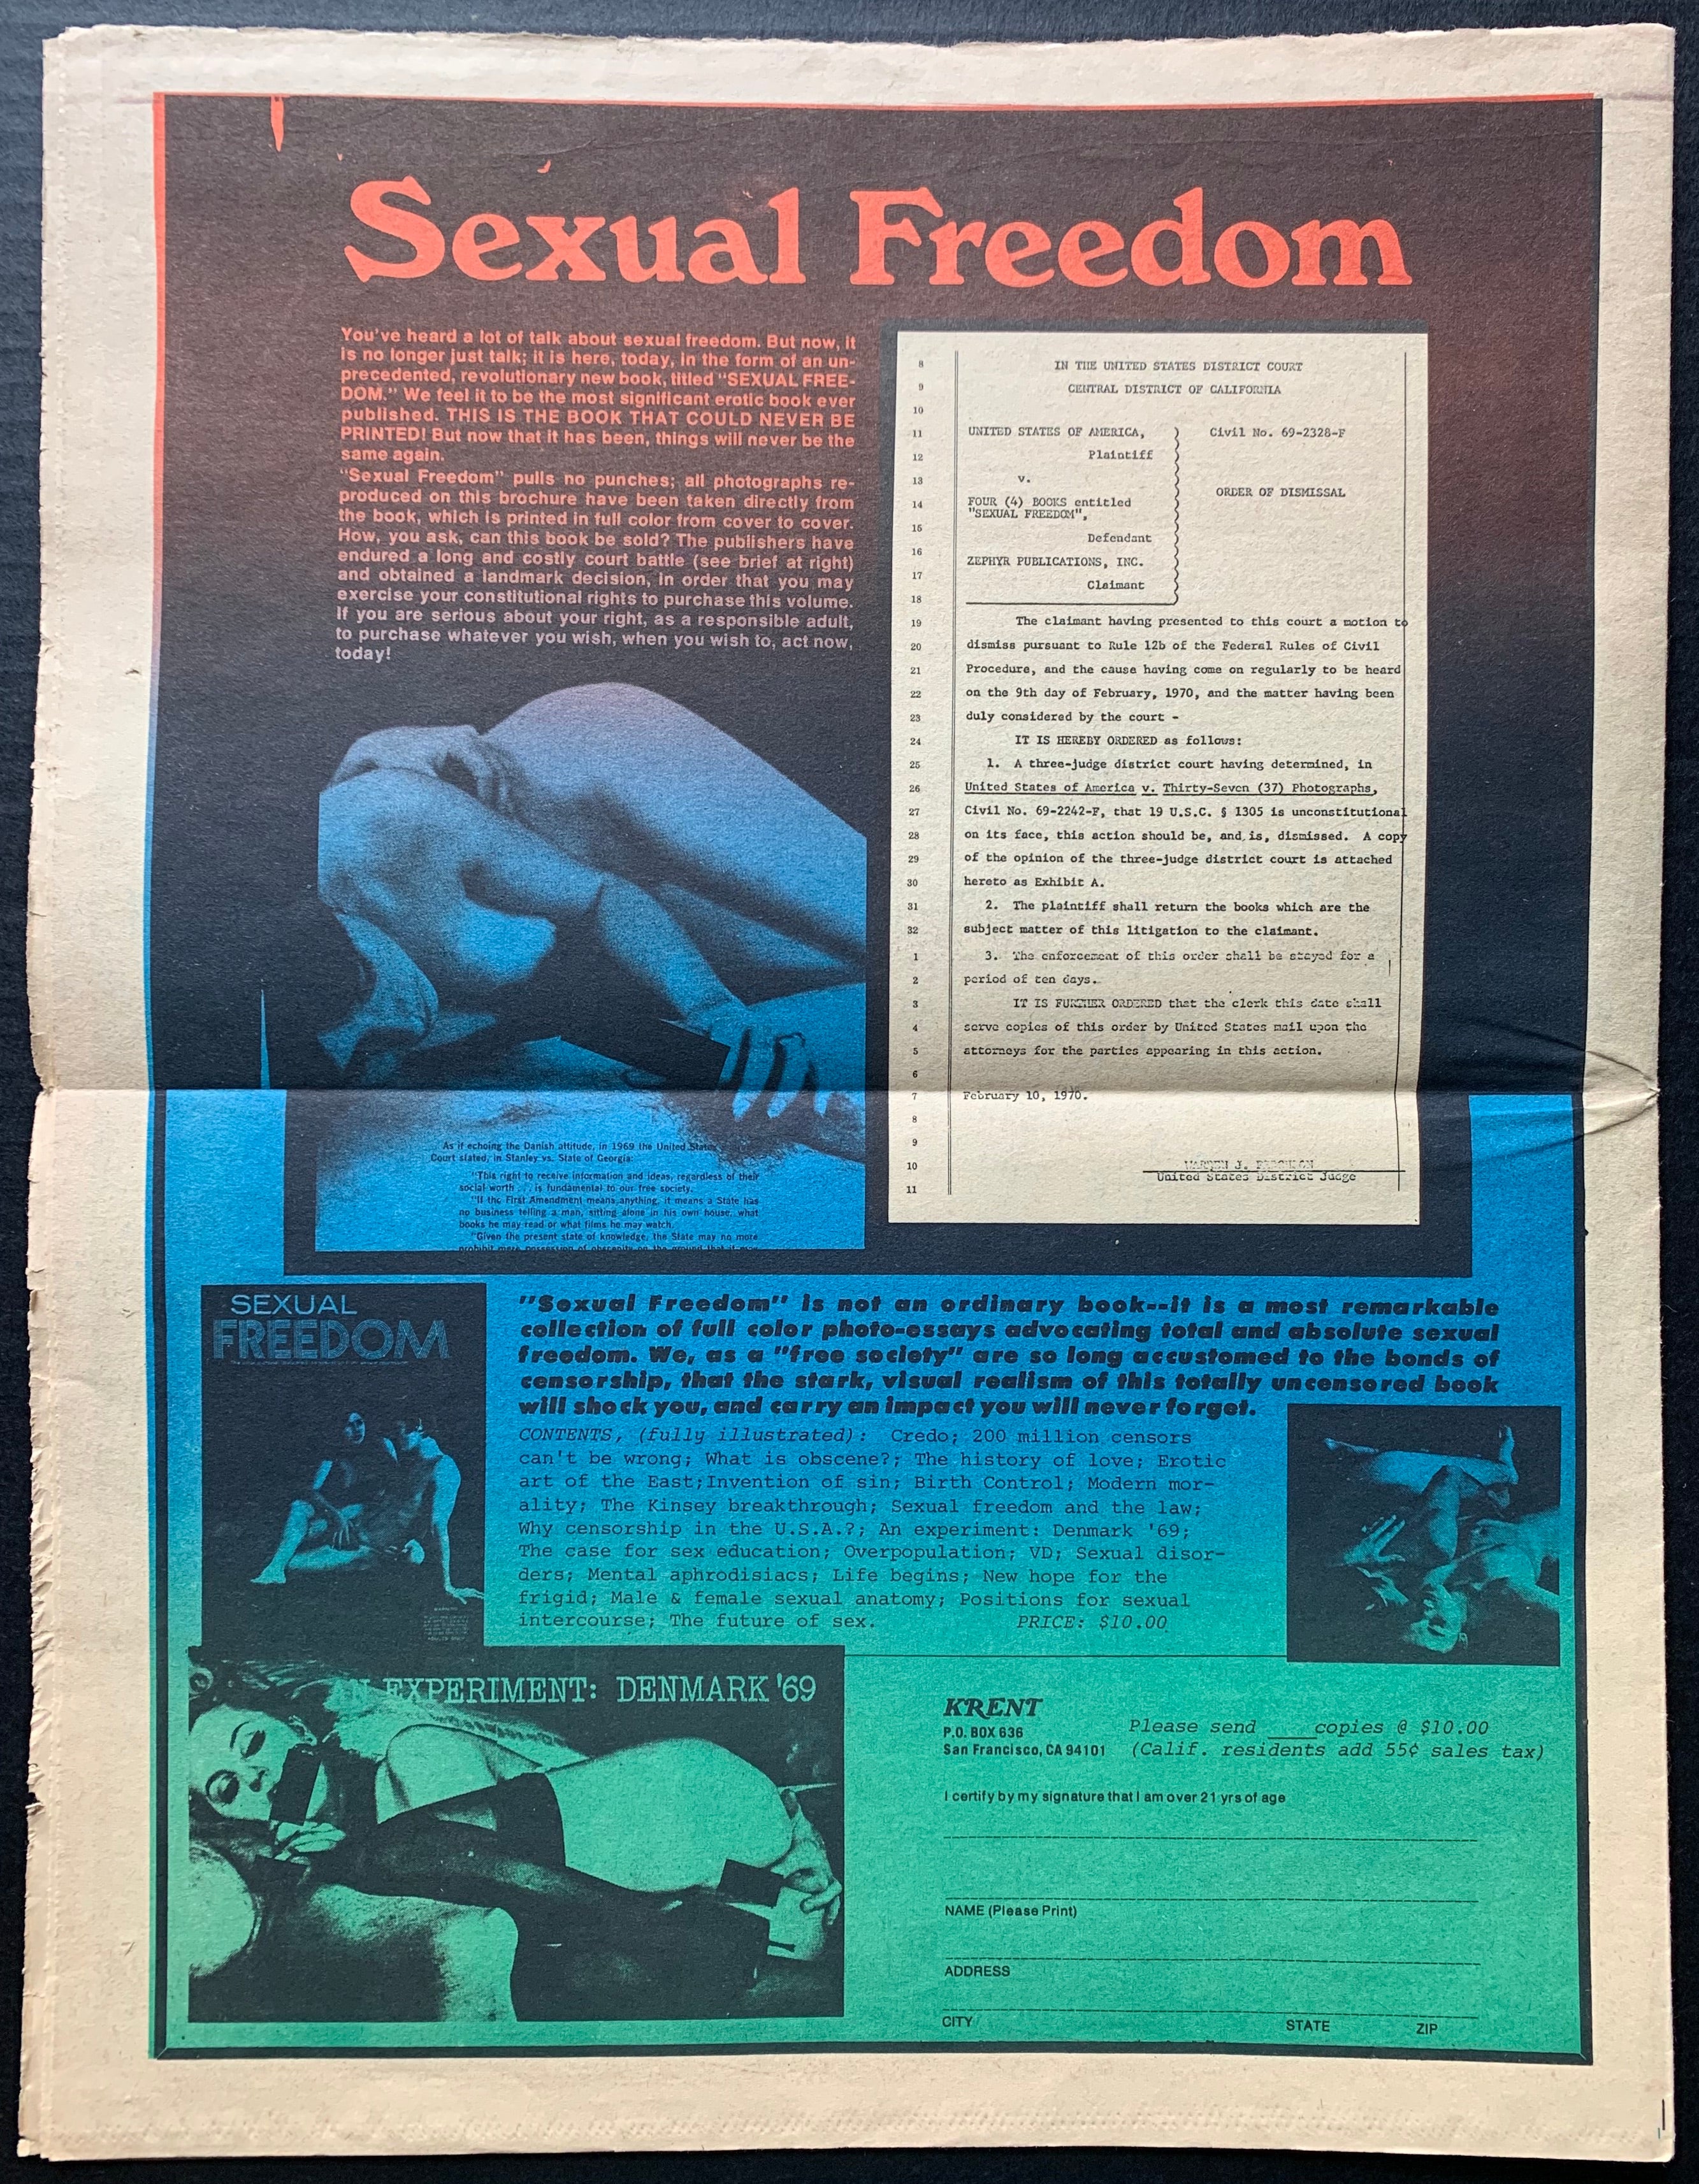 Sexual Freedom
You've heard a lot of talk about sexual freedom. But now, it
is no longer just talk; it is here, today, in the form of an un-
precedented, revolutionary new book, titled "SEXUAL FREE-
DOM." We feel it to be the most significant erotic book ever
published. THIS IS THE BOOK THAT COULD NEVER BE
PRINTED! But now that it has been, things will never be the
same again.
"Sexual Freedom" pulls no punches; all photographs re-
produced on this brochure have been taken directly from
the book, which is printed in full color from cover to cover.
How, you ask, can this book be sold? The publishers have
endured a long and costly court battle (see brief at right)
and obtained a landmark decision, in order that you may
exercise your constitutional rights to purchase this volume.
If you are serious about your right, as a responsible adult,
to purchase whatever you wish, when you wish to, act now,
today!
8 IN THE UNITED STATES DISTRICT COURT
9 CENTRAL DISTRICT OF CALIFORNIA
10
11 UNITED STATES OF AMERICA, ) Civil No. 69-2328-F
12 Plaintiff
13 v.
ORDER OF DISMISSAL
14 FOUR (4) BOOKS entitled
"SEXUAL FREEDOM",
15
Defendant
16
ZEPHYR PUBLICATIONS, INC.
17
Claimant
18
19 The claimant having presented to this court a motion to
20 dismiss pursuant to Rule 12b of the Federal Rules of Civil
21 Procedure, and the cause having come on regularly to be heard
22 on the 9th day of February, 1970, and the matter having been
23 duly considered by the court -
24 IT IS HEREBY ORDERED as follows:
25 1. A three-judge district court having determined, in
26 United States of America v. Thirty-Seven (37) Photographs,
27 Civil No. 69-2242-F, that 19 U.S.C. § 1305 is unconstitutional
28 on its face, this action should be, and is, dismissed. A copy
29 of the opinion of the three-judge district court is attached
30 hereto as Exhibit A.
31 2. The plaintiff shall return the books which are the
32 subject matter of this litigation to the claimant.
1 3. The enforcement of this order shall be stayed for a
2 period of ten days.
3 IT IS FURTHER ORDERED that the clerk this date shall
4 serve copies of this order by United States mail upon the
5 attorneys for the parties appearing in this action.
6
7 February 10, 1970.
8
9
10 WARREN J. FERGUSON
11 United States District Judge
As if echoing the Danish attitude, in 1969 the United States
Court stated, in Stanley vs. State of Georgia:
"This right to receive information and ideas, regardless of their
social worth . . . is fundamental to our free society.
"If the First Amendment means anything, it means a State has
no business telling a man, sitting alone in his own house, what
books he may read or what films he may watch.
"Given the present state of knowledge, the State may no more
prohibit mere possession of obscenity on the ground that it may
SEXUAL
FREEDOM
"Sexual Freedom" is not an ordinary book--it is a most remarkable
collection of full color photo-essays advocating total and absolute sexual
freedom. We, as a "free society" are so long accustomed to the bonds of
censorship, that the stark, visual realism of this totally uncensored book
will shock you, and carry an impact you will never forget.
CONTENTS, (fully illustrated): Credo; 200 million censors
can't be wrong; What is obscene?; The history of love; Erotic
art of the East; Invention of sin; Birth Control; Modern mor-
ality; The Kinsey breakthrough; Sexual freedom and the law;
Why censorship in the U.S.A.?; An experiment: Denmark '69;
The case for sex education; Overpopulation; VD; Sexual disor-
ders; Mental aphrodisiacs; Life begins; New hope for the
frigid; Male & female sexual anatomy; Positions for sexual
intercourse; The future of sex. PRICE: $10.00
N EXPERIMENT: DENMARK '69
KRENT
P.O. BOX 636
San Francisco, CA 94101
Please send ____ copies @ $10.00
(Calif. residents add 55¢ sales tax)
I certify by my signature that I am over 21 yrs of age
NAME (Please Print)
ADDRESS
CITY STATE ZIP